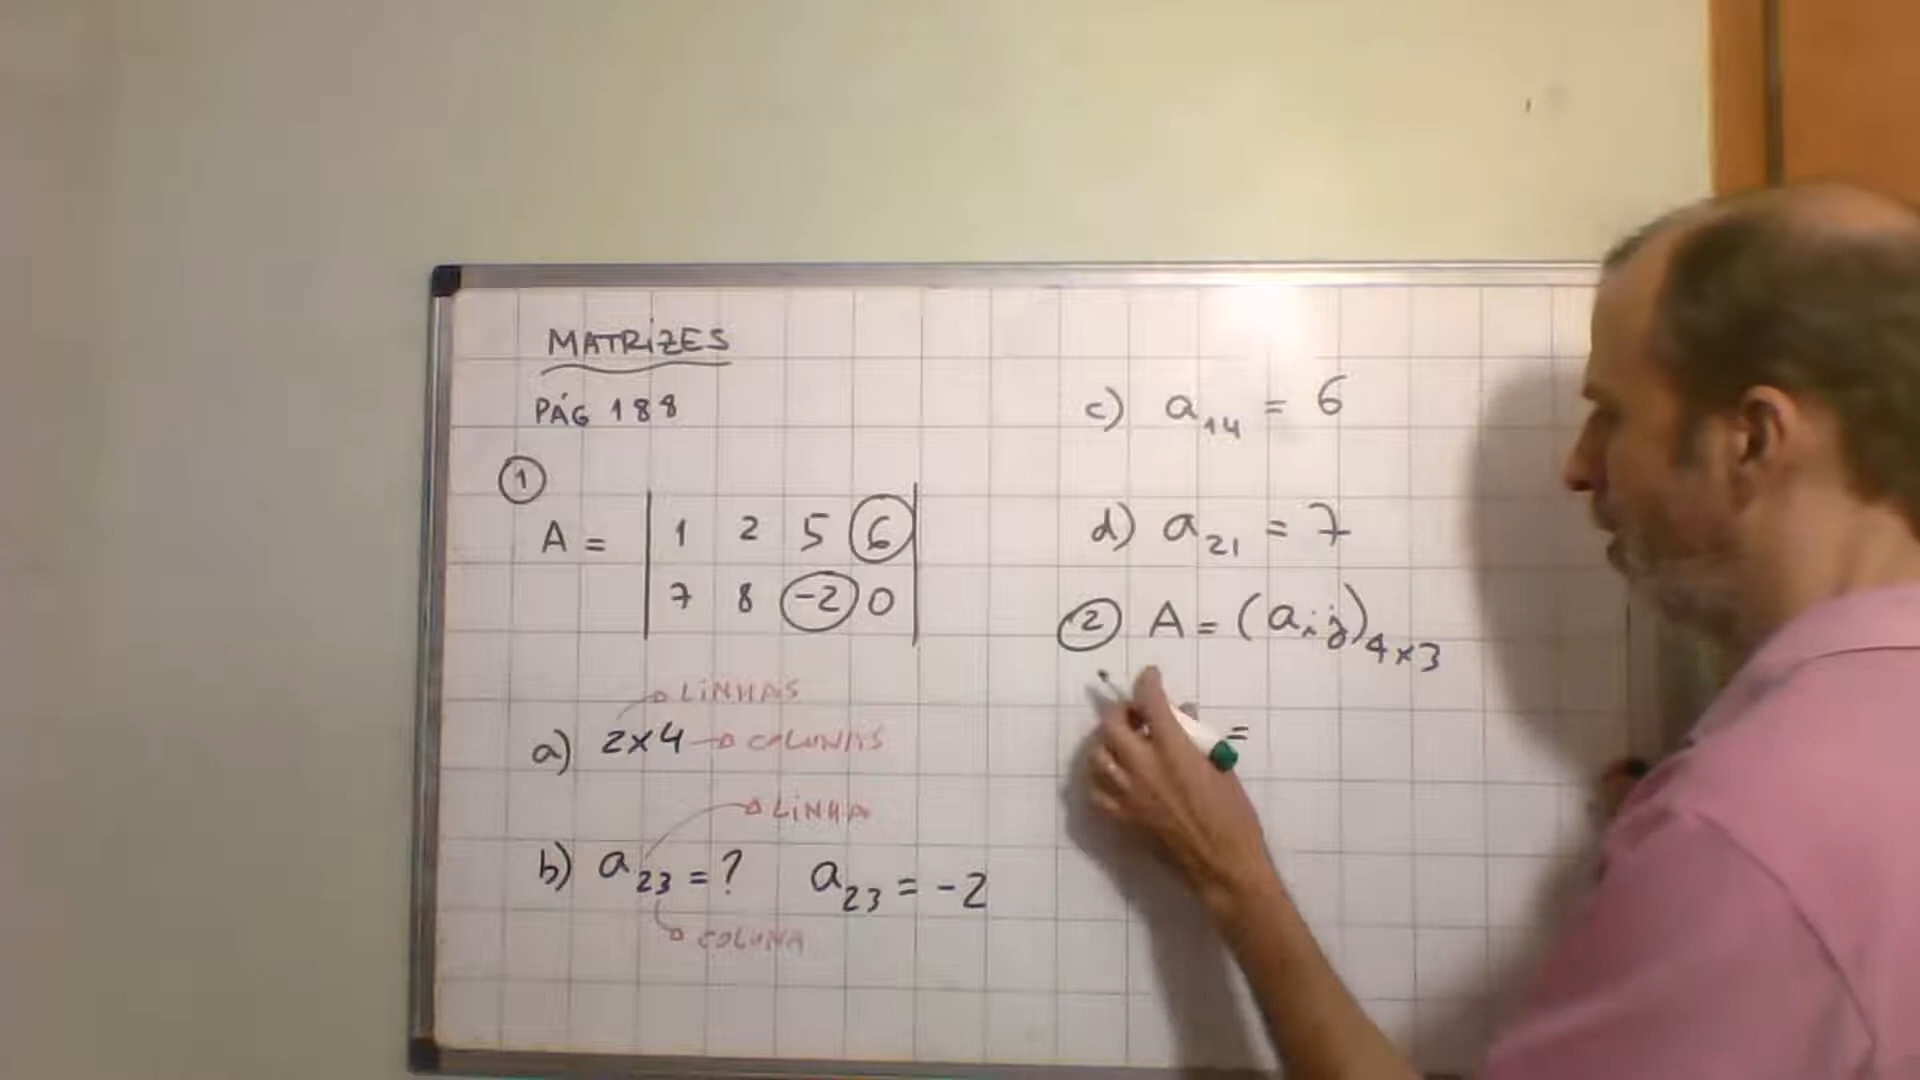 MATRIZES
PÁG 188
1
A = | 1 2 5 6 |
| 7 8 -2 0 |
LINHAS
a) 2x4 COLUNAS
LINHA
b) a23 = ? a23 = -2
COLUNA
c) a14 = 6
d) a21 = 7
2 A = (aij)4x3
=